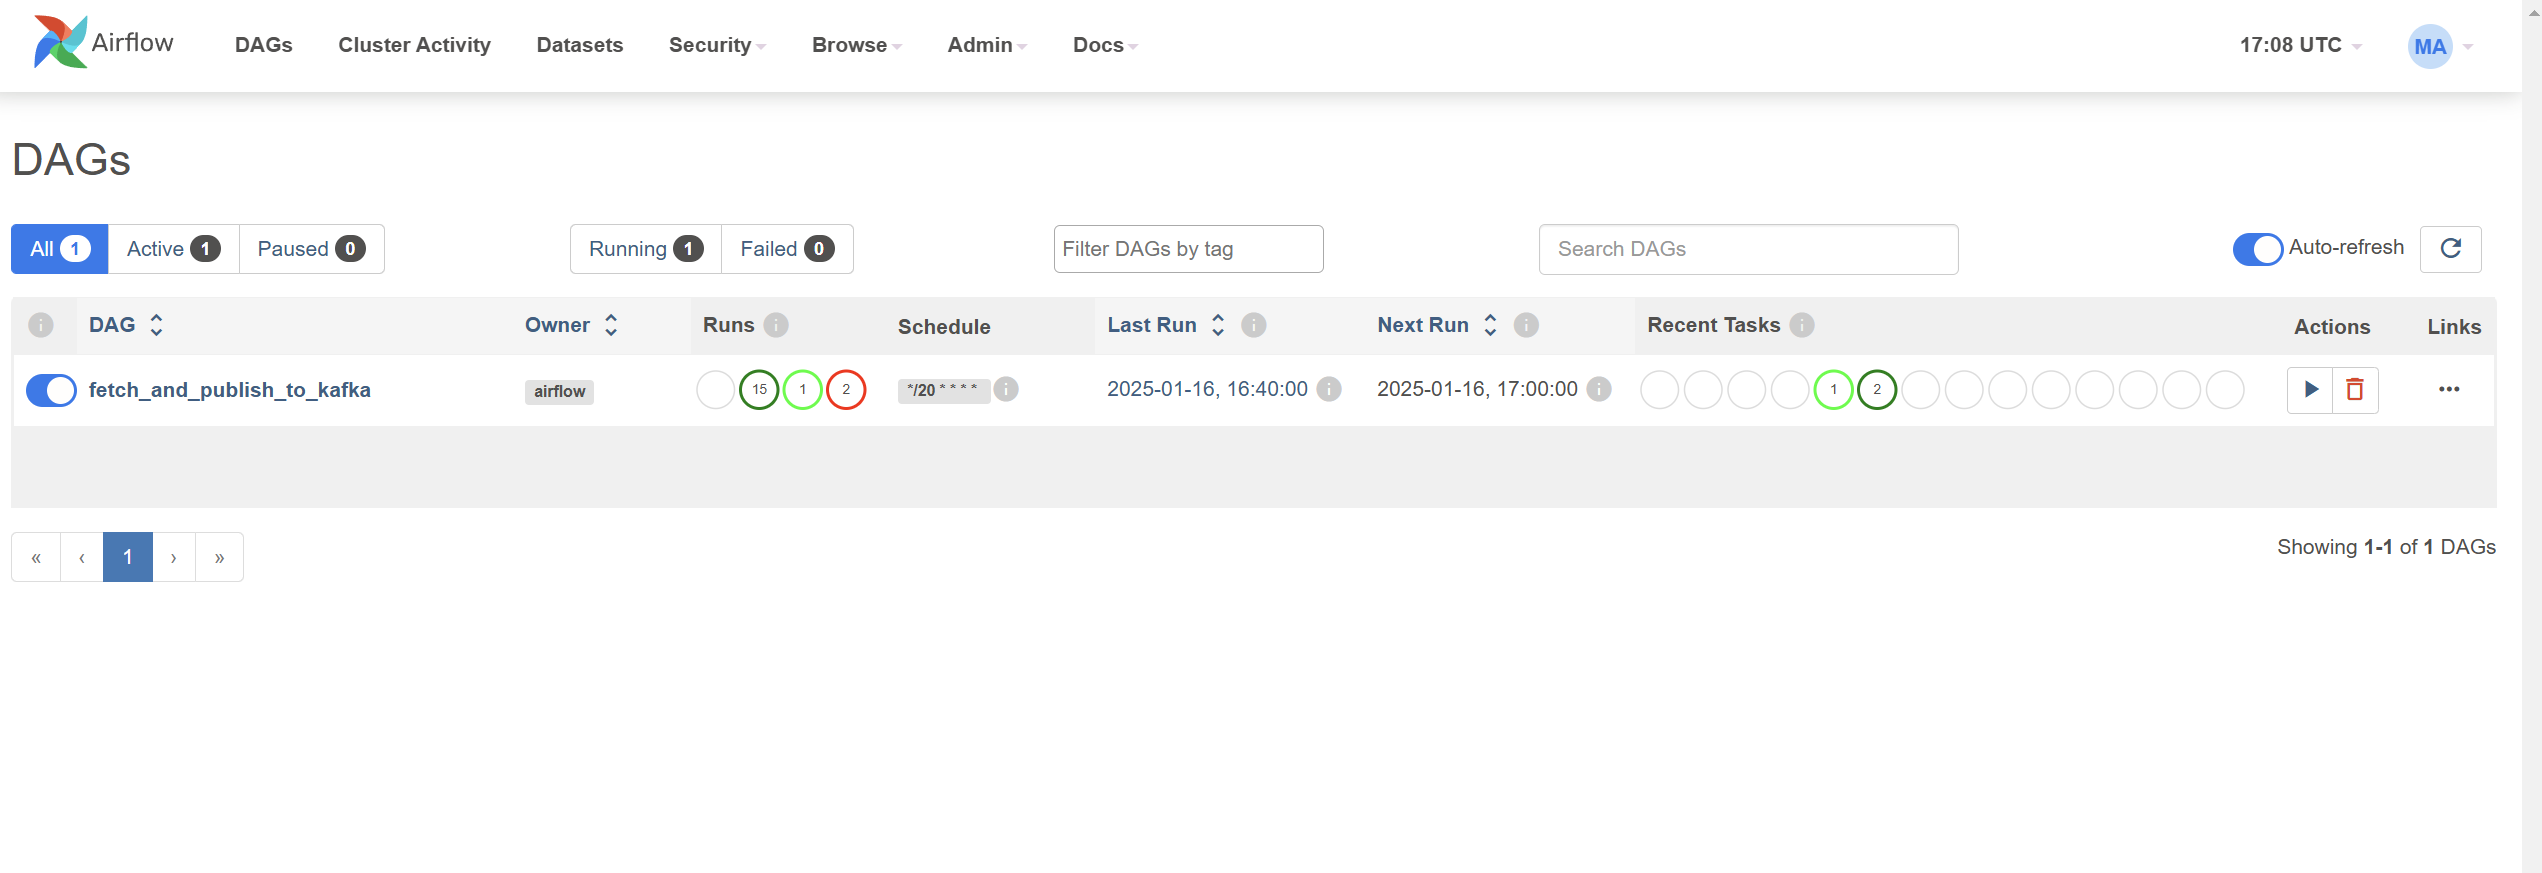 Airflow DAGs Cluster Activity Datasets Security Browse Admin Docs 17:08 UTC MA
DAGs
All 1 Active 1 Paused 0 Running 1 Failed 0 Filter DAGs by tag Search DAGs Auto-refresh
DAG Owner Runs Schedule Last Run Next Run Recent Tasks Actions Links
fetch_and_publish_to_kafka airflow 15 1 2 */20 * * * * 2025-01-16, 16:40:00 2025-01-16, 17:00:00 1 2 ...
« ‹ 1 › » Showing 1-1 of 1 DAGs